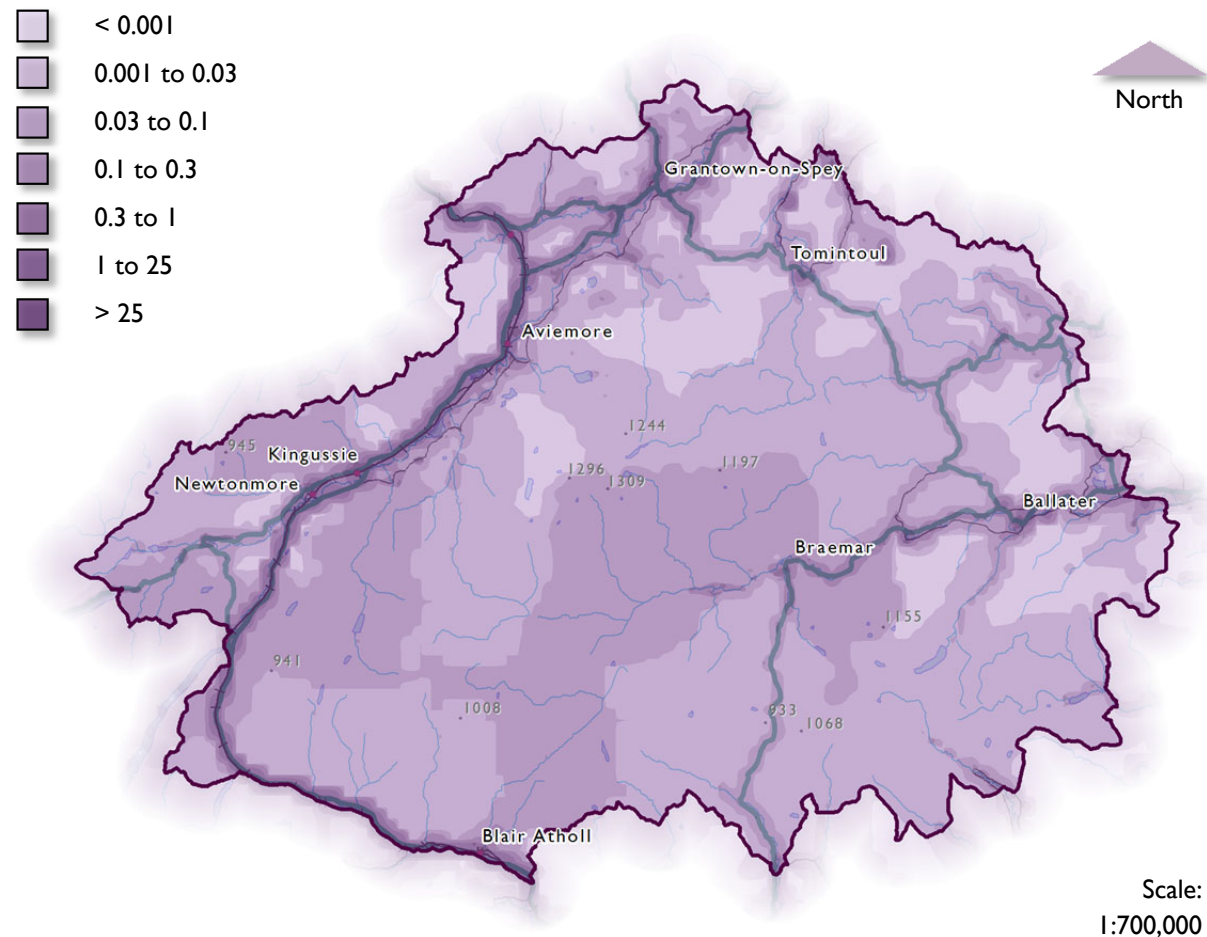 < 0.001
0.001 to 0.03
0.03 to 0.1
0.1 to 0.3
0.3 to 1
1 to 25
> 25
North
Grantown-on-Spey
Tomintoul
Aviemore
1244
945
Kingussie
1296
1197
1309
Newtonmore
Ballater
Braemar
1155
941
1008
933
1068
Blair Atholl
Scale:
1:700,000